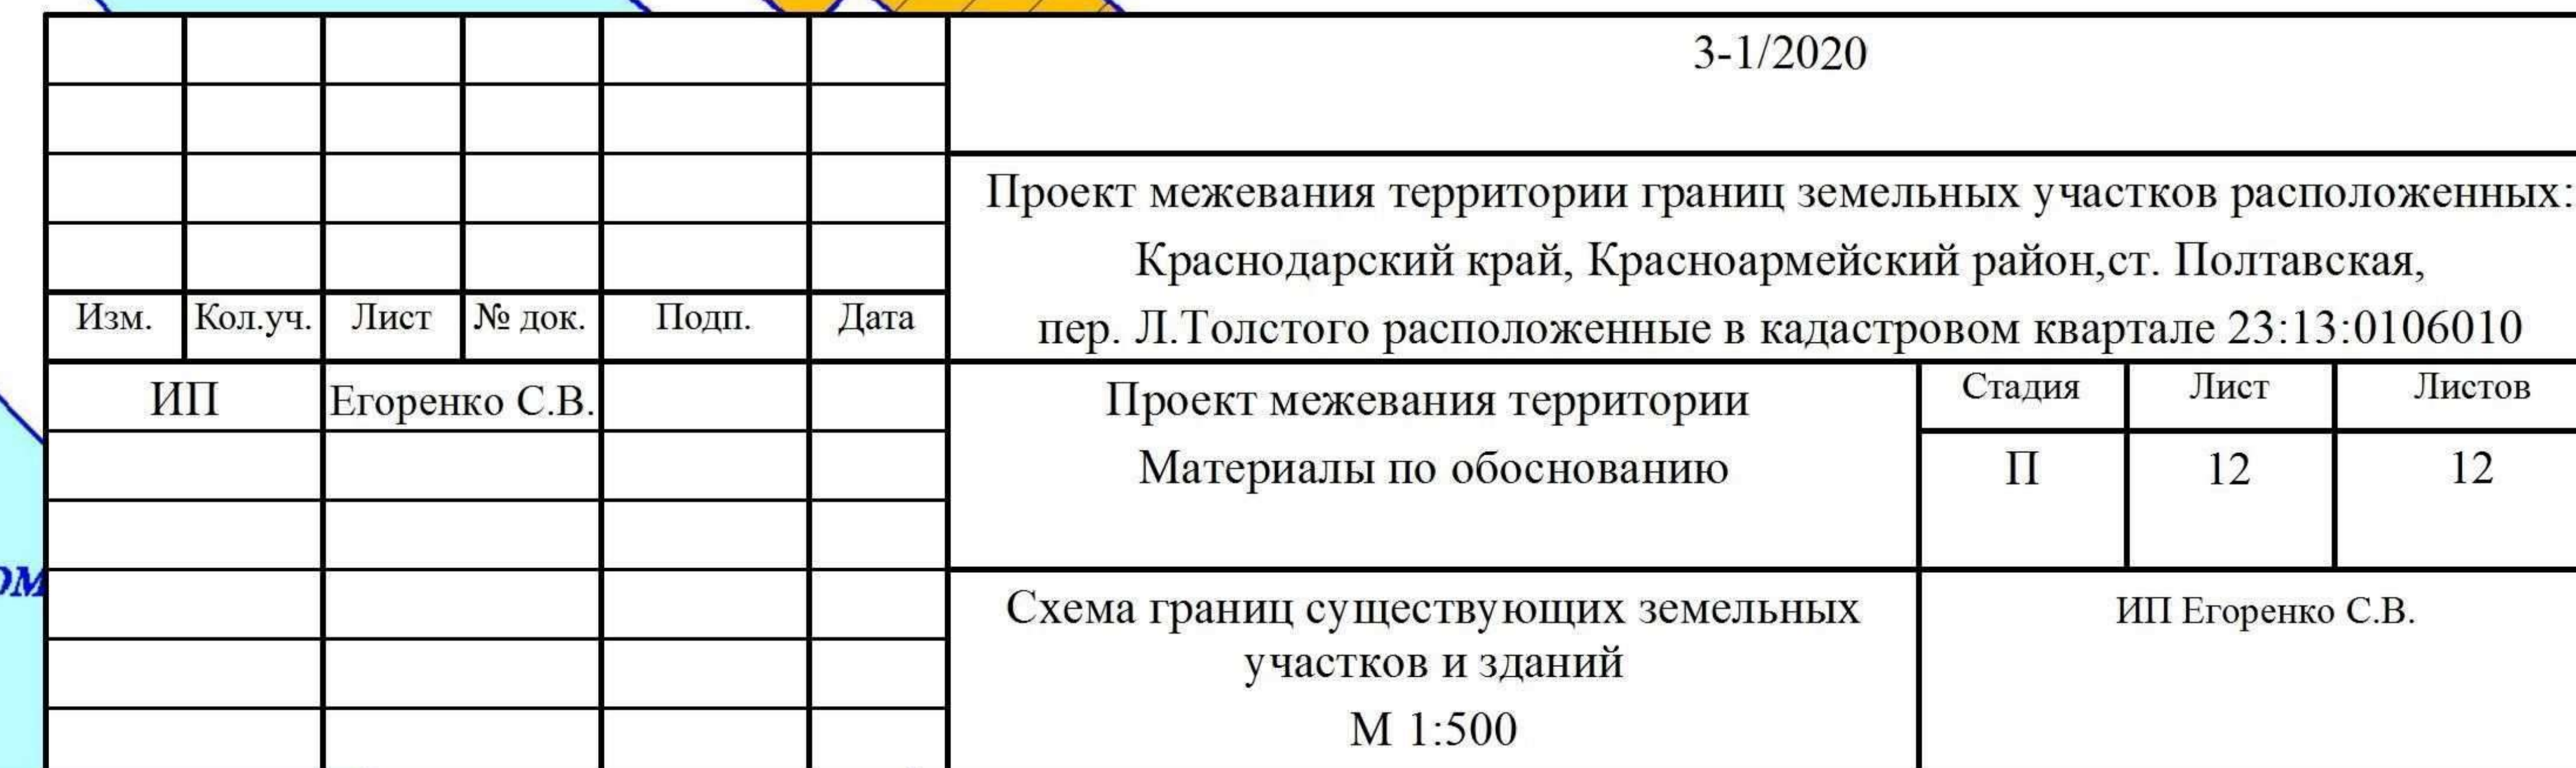 3-1/2020
Проект межевания территории границ земельных участков расположенных:
Краснодарский край, Красноармейский район,ст. Полтавская,
пер. Л.Толстого расположенные в кадастровом квартале 23:13:0106010
Изм. Кол.уч. Лист № док. Подп. Дата
ИП Егоренко С.В.
Проект межевания территории
Материалы по обоснованию
Стадия Лист Листов
П 12 12
Схема границ существующих земельных
участков и зданий
М 1:500
ИП Егоренко С.В.